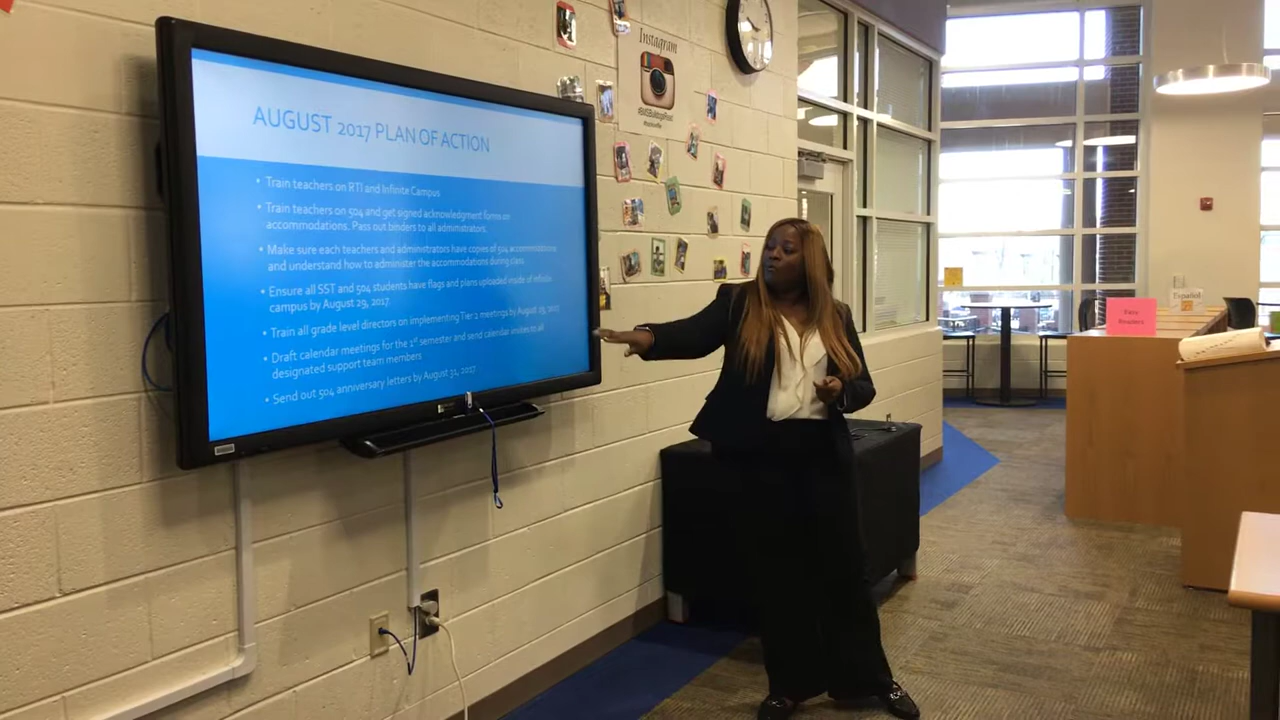 AUGUST 2017 PLAN OF ACTION
• Train teachers on RTI and Infinite Campus
• Train teachers on 504 and get signed acknowledgment forms on
accommodations. Pass out binders to all administrators.
• Make sure each teachers and administrators have copies of 504 accommodations
and understand how to administer the accommodations during class
• Ensure all SST and 504 students have flags and plans uploaded inside of infinite
campus by August 29, 2017.
• Train all grade level directors on implementing Tier 2 meetings by August 29, 2017
• Draft calendar meetings for the 1st semester and send calendar invites to all
designated support team members
• Send out 504 anniversary letters by August 31, 2017
Instagram
Easy
Readers
Español